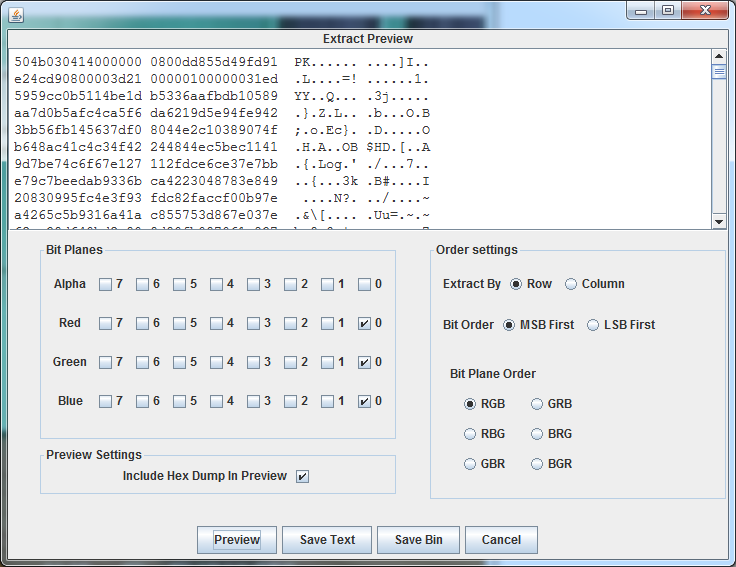 Extract Preview
504b030414000000 0800dd855d49fd91 PK...... ....]I..
e24cd90800003d21 000001000000 31ed .L....=! ......1.
5959cc0b5114be1d b5336aafbdb10589 YY..Q... .3j.....
aa7d0b5afc4ca5f6 da6219d5e94fe942 .}.Z.L.. .b...O.B
3bb56fb145637df0 8044e2c10389074f ;.o.Ec}. .D.....O
b648ac41c4c34f42 244844ec5bec1141 .H.A..OB $HD.[..A
9d7be74c6f67e127 112fdce6ce37e7bb .{.Log.' ./...7..
e79c7beedab9336b ca4223048783e849 ..{...3k .B#....I
20830995fc4e3f93 fdc82faccf00b97e ....N?. ../....~
a4265c5b9316a41a c855753d867e037e .&\[.... .Uu=.~.~
Bit Planes
Alpha 7 6 5 4 3 2 1 0
Red 7 6 5 4 3 2 1 0
Green 7 6 5 4 3 2 1 0
Blue 7 6 5 4 3 2 1 0
Preview Settings
Include Hex Dump In Preview
Order settings
Extract By Row Column
Bit Order MSB First LSB First
Bit Plane Order
RGB GRB
RBG BRG
GBR BGR
Preview Save Text Save Bin Cancel